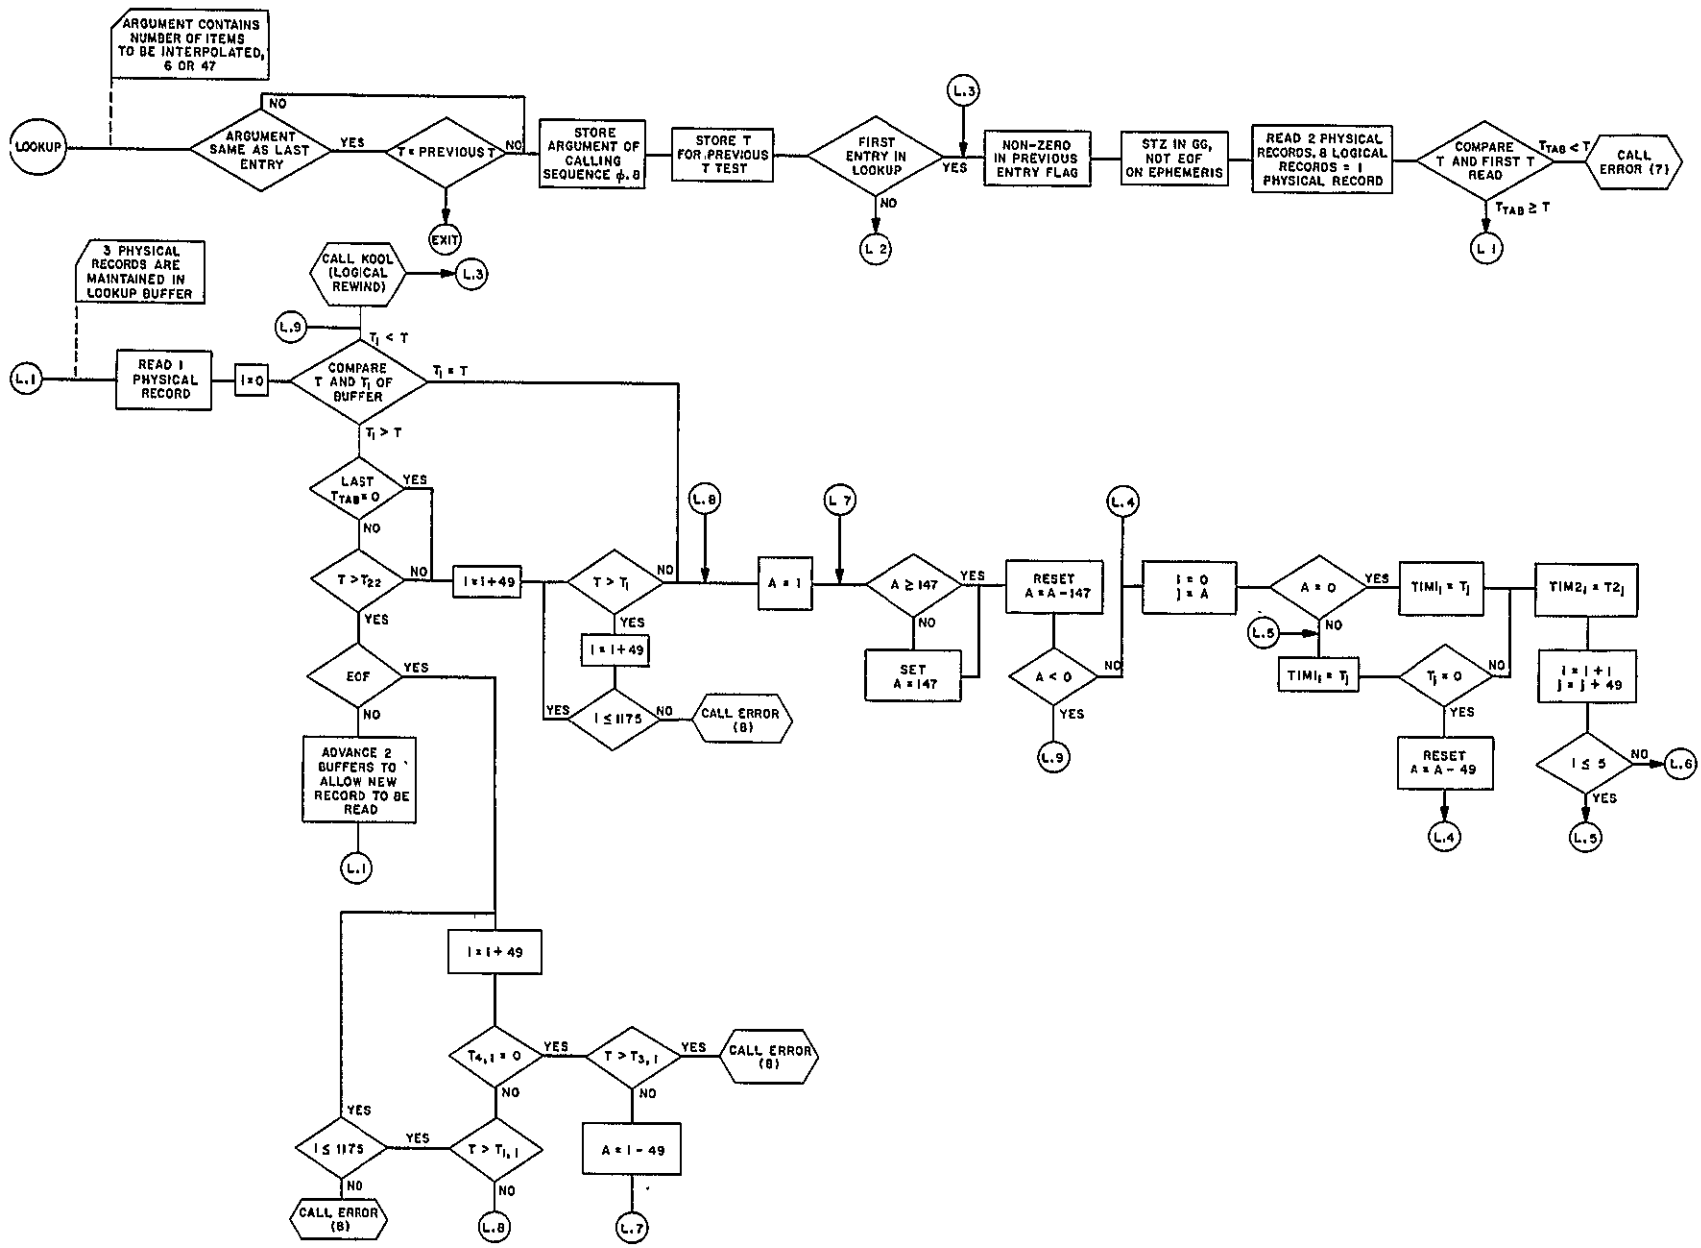 ARGUMENT CONTAINS
NUMBER OF ITEMS
TO BE INTERPOLATED,
6 OR 47
LOOKUP
NO
ARGUMENT
SAME AS LAST
ENTRY
YES
T = PREVIOUS T
NO
EXIT
STORE
ARGUMENT OF
CALLING
SEQUENCE φ.8
STORE T
FOR PREVIOUS
T TEST
FIRST
ENTRY IN
LOOKUP
YES
NO
L.2
L.3
NON-ZERO
IN PREVIOUS
ENTRY FLAG
STZ IN GG,
NOT EOF
ON EPHEMERIS
READ 2 PHYSICAL
RECORDS. 8 LOGICAL
RECORDS = 1
PHYSICAL RECORD
COMPARE
T AND FIRST T
READ
TTAB < T
CALL
ERROR (7)
TTAB ≥ T
L.1
3 PHYSICAL
RECORDS ARE
MAINTAINED IN
LOOKUP BUFFER
CALL KOOL
(LOGICAL
REWIND)
L.3
L.9
T1 < T
L.1
READ 1
PHYSICAL
RECORD
I=0
COMPARE
T AND T1 OF
BUFFER
T1 = T
T1 > T
LAST
TTAB = 0
YES
NO
T > T22
NO
YES
I = I + 49
T > T1
NO
YES
I = I + 49
I ≤ 1175
YES
NO
CALL ERROR
(8)
EOF
YES
NO
ADVANCE 2
BUFFERS TO
ALLOW NEW
RECORD TO BE
READ
L.1
L.8
A = 1
L.7
A ≥ 147
YES
NO
SET
A = 147
RESET
A = A - 147
A < 0
NO
YES
L.9
L.4
i = 0
j = A
A = 0
YES
NO
L.5
TIM1i = Tj
TIM1i = Tj
Tj = 0
NO
YES
RESET
A = A - 49
L.4
TIM2i = T2j
i = i + 1
j = j + 49
I ≤ 5
NO
L.6
YES
L.5
I = I + 49
T4,1 = 0
YES
NO
T > T3,1
YES
CALL ERROR
(8)
NO
A = I - 49
L.7
YES
I ≤ 1175
YES
T > T1,1
NO
CALL ERROR
(8)
NO
L.8